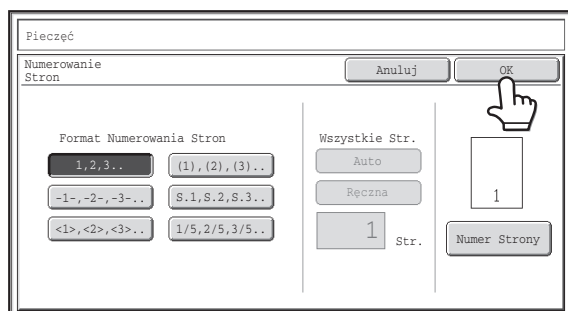 Pieczęć
Numerowanie
Stron
Anuluj
OK
Format Numerowania Stron
1,2,3..
(1),(2),(3)..
-1-,-2-,-3-..
S.1,S.2,S.3..
<1>,<2>,<3>..
1/5,2/5,3/5..
Wszystkie Str.
Auto
Ręczna
1
Str.
1
Numer Strony